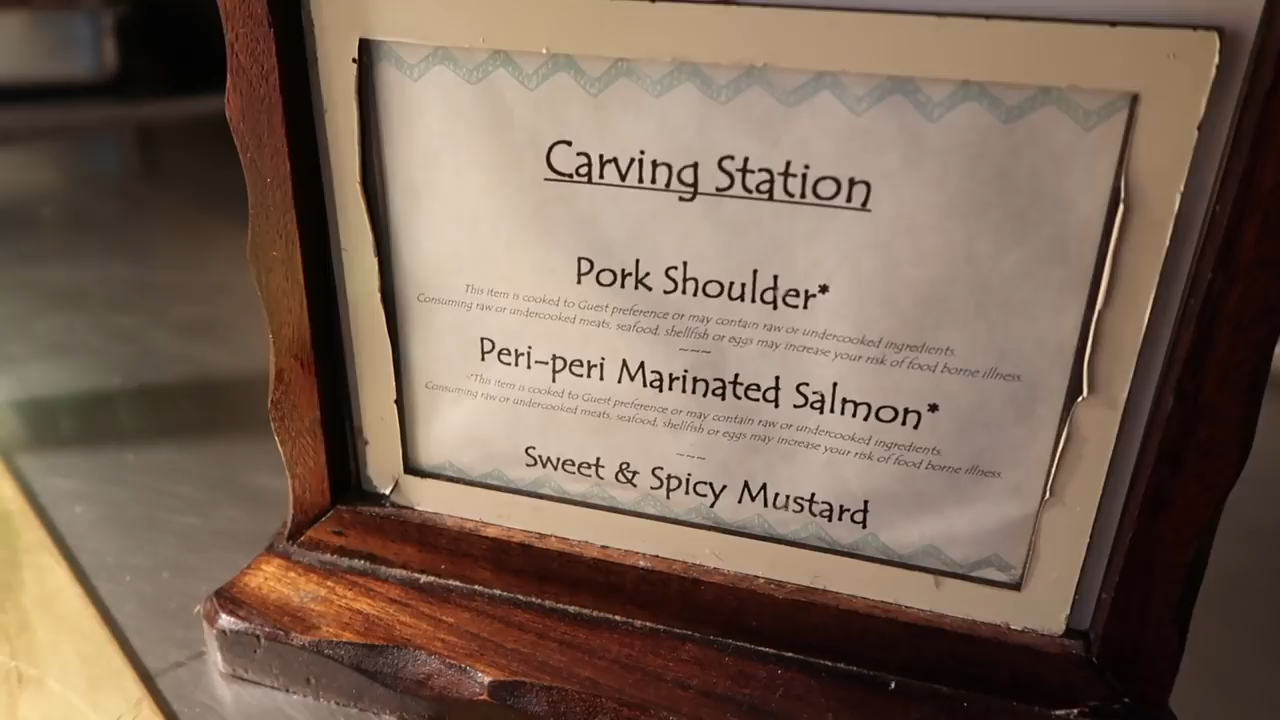 Carving Station
Pork Shoulder*
This item is cooked to Guest preference or may contain raw or undercooked ingredients.
Consuming raw or undercooked meats, seafood, shellfish or eggs may increase your risk of food borne illness.
~~~
Peri-peri Marinated Salmon*
*This item is cooked to Guest preference or may contain raw or undercooked ingredients.
Consuming raw or undercooked meats, seafood, shellfish or eggs may increase your risk of food borne illness.
~~~
Sweet & Spicy Mustard